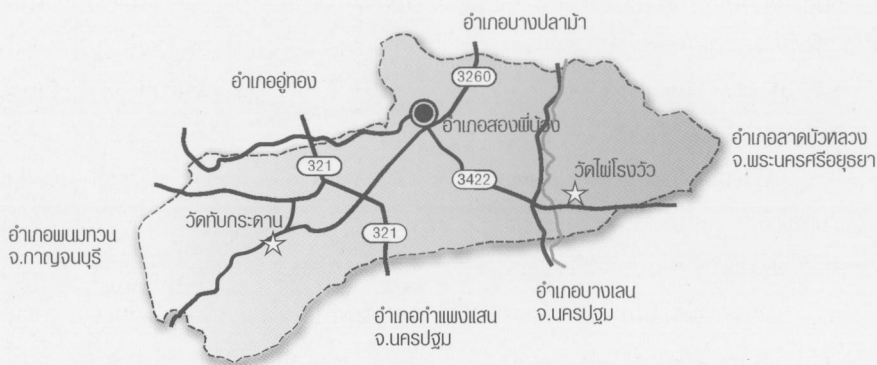 อำเภอบางปลาม้า
3260
อำเภออู่ทอง
อำเภอสองพี่น้อง
อำเภอลาดบัวหลวง
จ.พระนครศรีอยุธยา
321
3422
วัดไผ่โรงวัว
วัดทับกระดาน
อำเภอพนมทวน
จ.กาญจนบุรี
321
อำเภอบางเลน
จ.นครปฐม
อำเภอกำแพงแสน
จ.นครปฐม